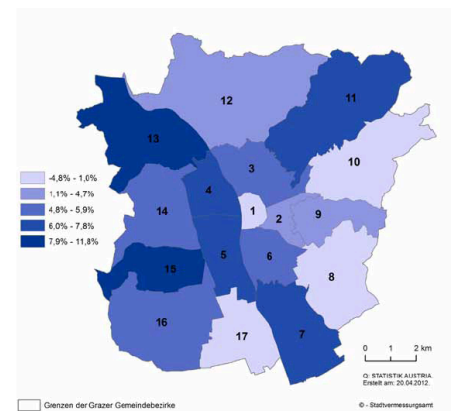 12
11
13
10
3
4
-4,8% - 1,0%
1,1% - 4,7%
4,8% - 5,9%
6,0% - 7,8%
7,9% - 11,8%
14
1
2
9
5
6
15
8
16
17
7
0 1 2 km
Q: STATISTIK AUSTRIA.
Erstellt am: 20.04.2012.
Grenzen der Grazer Gemeindebezirke
© - Stadtvermessungsamt